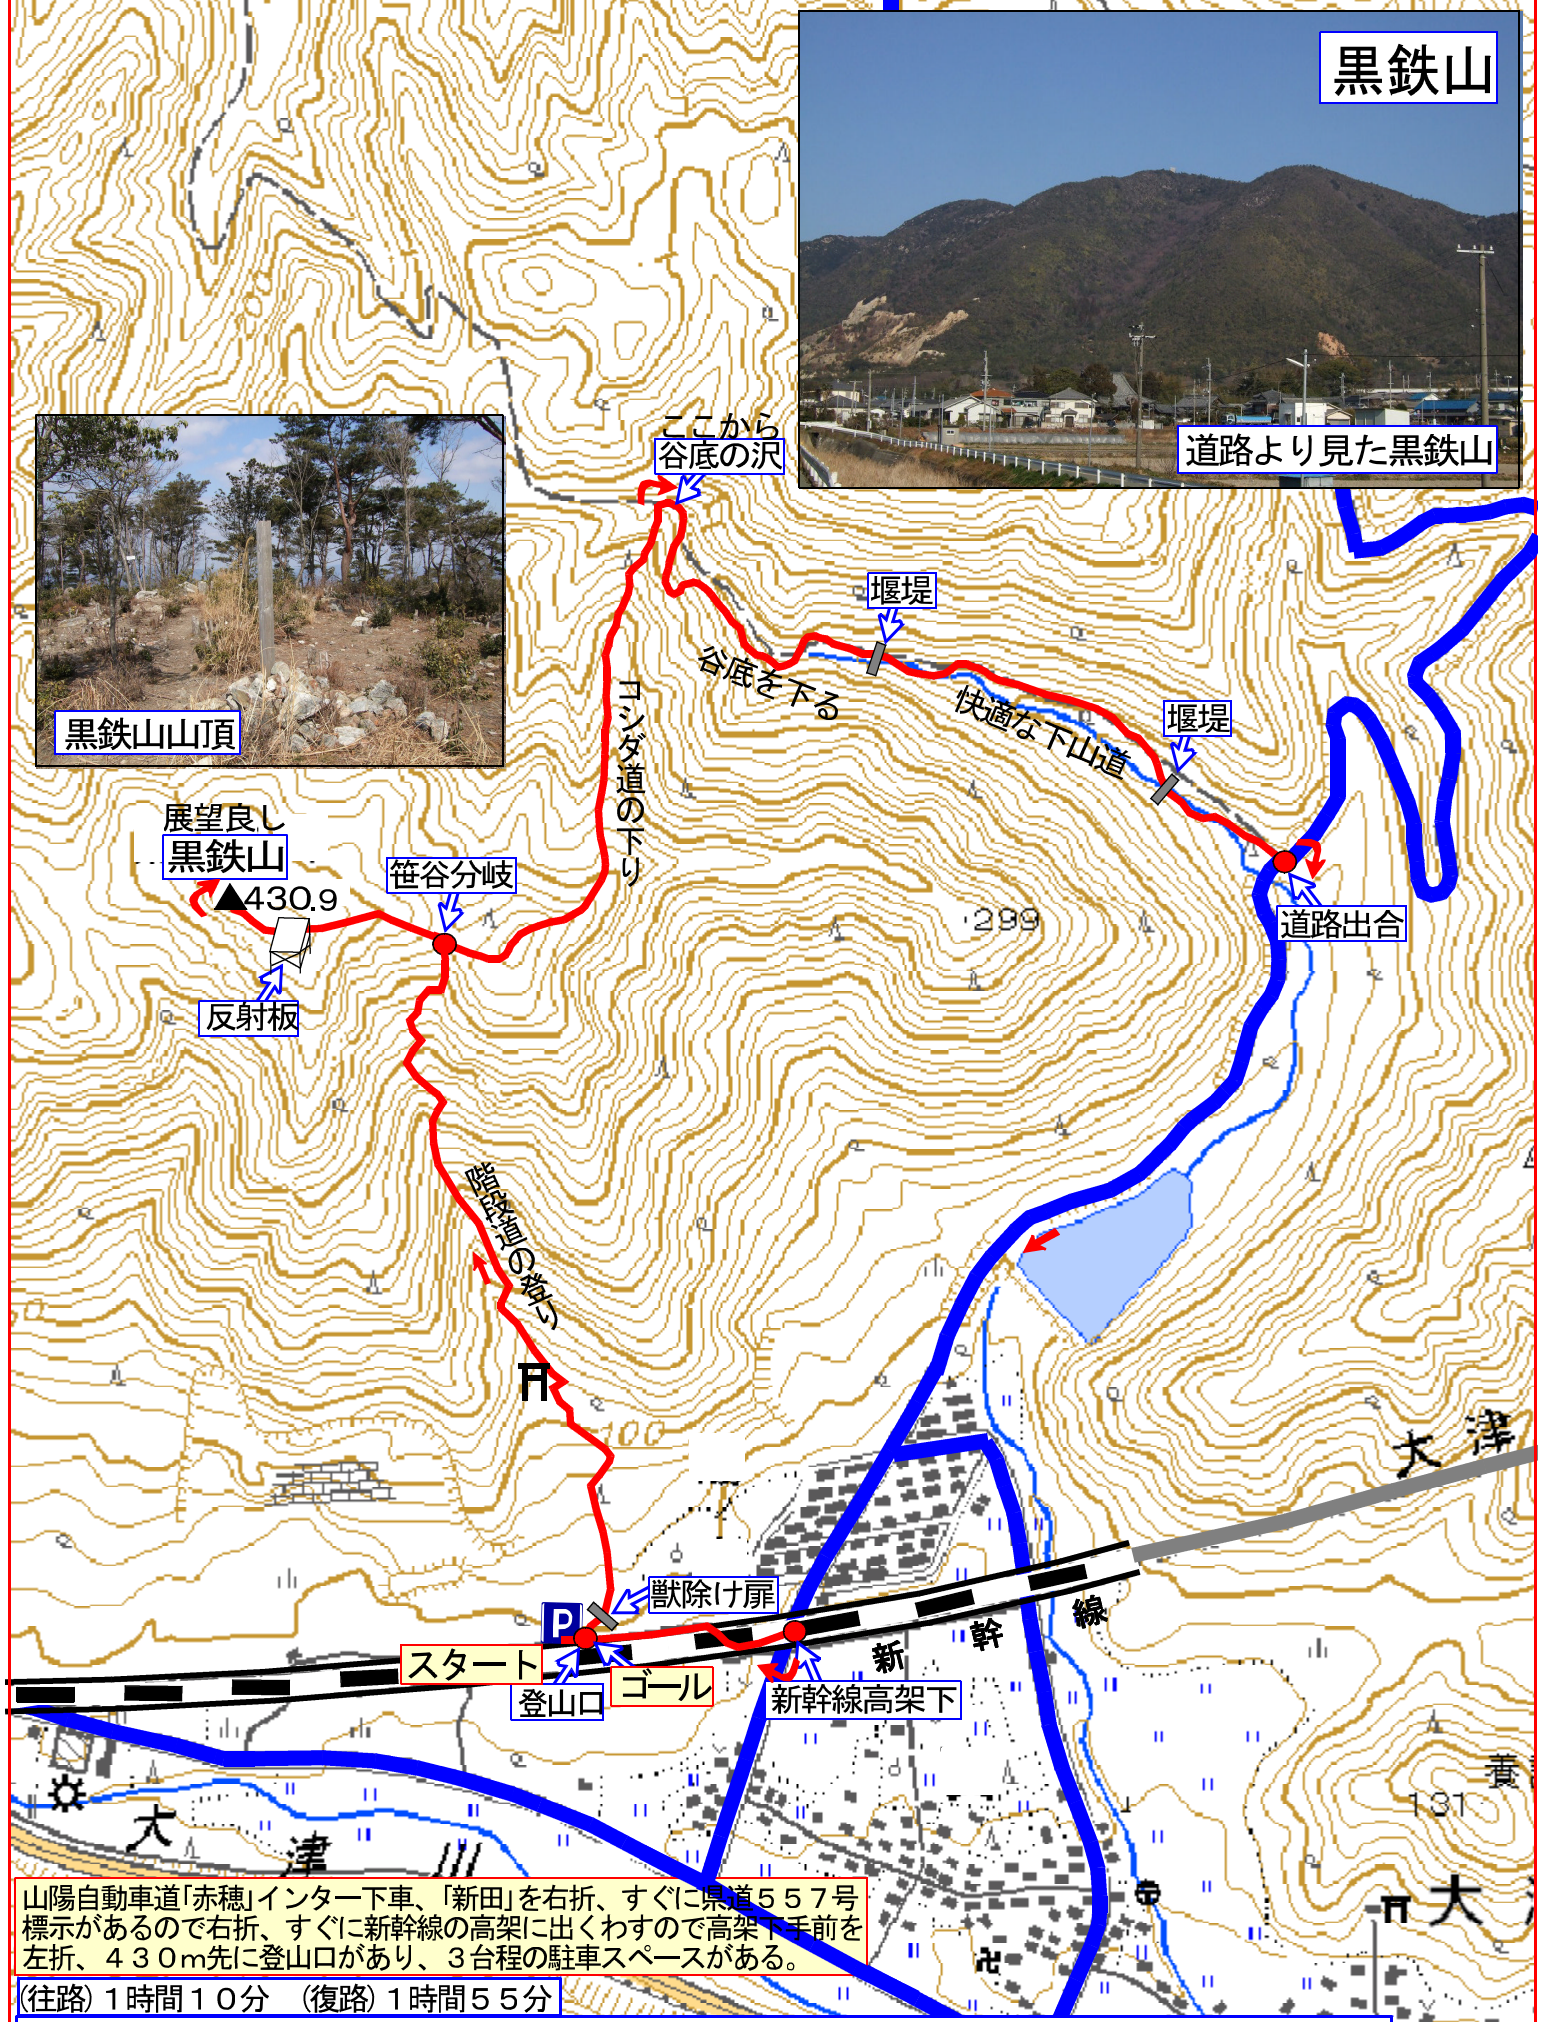 黒鉄山
道路より見た黒鉄山
ここから
谷底の沢
黒鉄山山頂
堰堤
谷底を下る
快適な下山道
堰堤
コシダ道の下り
展望良し
黒鉄山
430.9
笹谷分岐
反射板
299
道路出合
階段道の登り
100
大津
獣除け扉
P
スタート
登山口
ゴール
新幹線高架下
新幹線
131
大津川
大
山陽自動車道「赤穂」インター下車、「新田」を右折、すぐに県道557号
標示があるので右折、すぐに新幹線の高架に出くわすので高架下手前を
左折、430m先に登山口があり、3台程の駐車スペースがある。
(往路)1時間10分 (復路)1時間55分